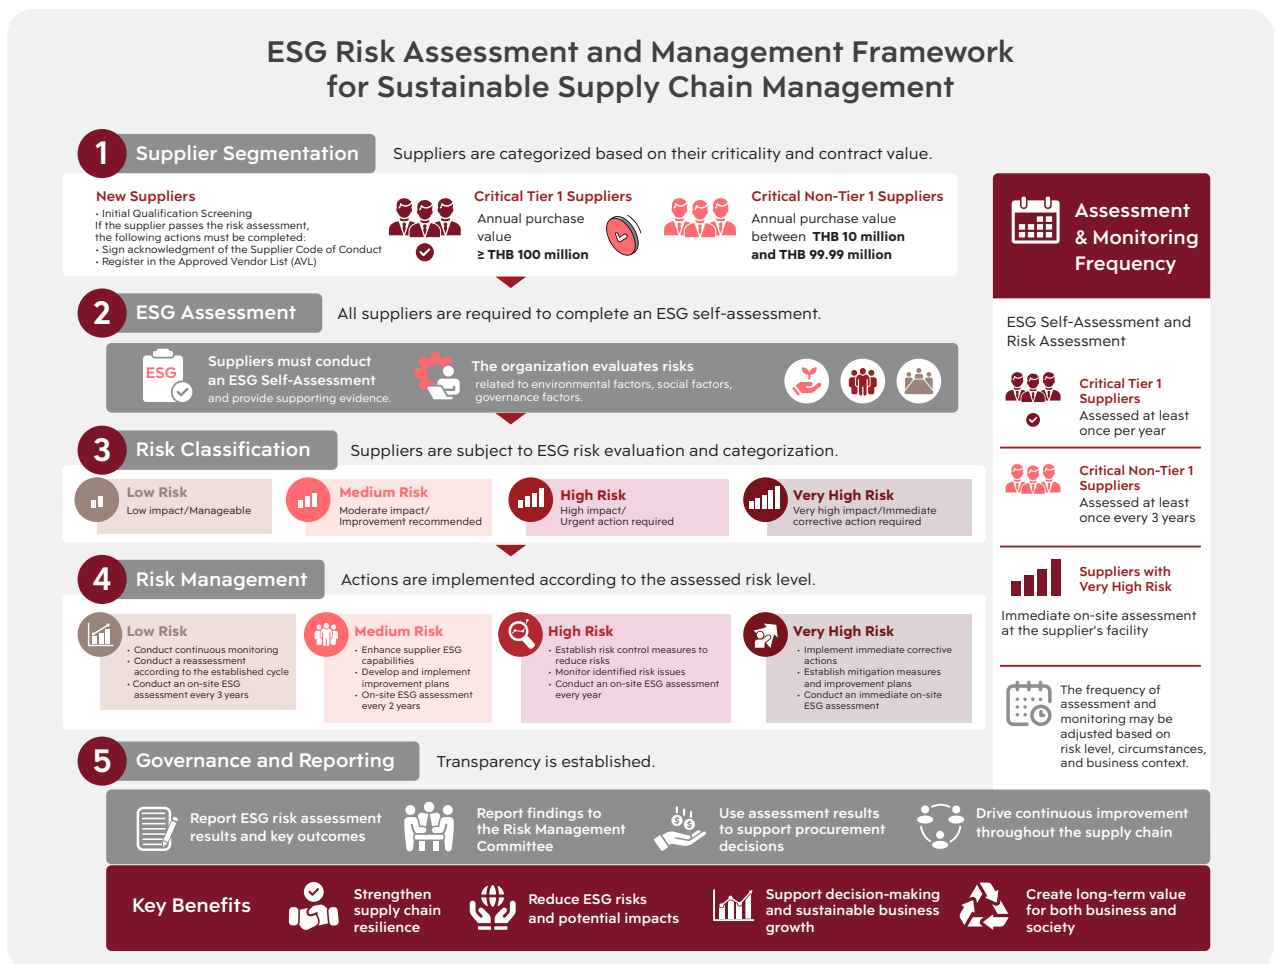 ESG Risk Assessment and Management Framework
for Sustainable Supply Chain Management
1
Supplier Segmentation
Suppliers are categorized based on their criticality and contract value.
New Suppliers
• Initial Qualification Screening
If the supplier passes the risk assessment,
the following actions must be completed:
• Sign acknowledgment of the Supplier Code of Conduct
• Register in the Approved Vendor List (AVL)
Critical Tier 1 Suppliers
Annual purchase
value
≥ THB 100 million
Critical Non-Tier 1 Suppliers
Annual purchase value
between THB 10 million
and THB 99.99 million
2
ESG Assessment
All suppliers are required to complete an ESG self-assessment.
ESG
Suppliers must conduct
an ESG Self-Assessment
and provide supporting evidence.
The organization evaluates risks
related to environmental factors, social factors,
governance factors.
3
Risk Classification
Suppliers are subject to ESG risk evaluation and categorization.
Low Risk
Low impact/Manageable
Medium Risk
Moderate impact/
Improvement recommended
High Risk
High impact/
Urgent action required
Very High Risk
Very high impact/Immediate
corrective action required
4
Risk Management
Actions are implemented according to the assessed risk level.
Low Risk
• Conduct continuous monitoring
• Conduct a reassessment
according to the established cycle
• Conduct an on-site ESG
assessment every 3 years
Medium Risk
• Enhance supplier ESG
capabilities
• Develop and implement
improvement plans
• On-site ESG assessment
every 2 years
High Risk
• Establish risk control measures to
reduce risks
• Monitor identified risk issues
• Conduct an on-site ESG assessment
every year
Very High Risk
• Implement immediate corrective
actions
• Establish mitigation measures
and improvement plans
• Conduct an immediate on-site
ESG assessment
Assessment
& Monitoring
Frequency
ESG Self-Assessment and
Risk Assessment
Critical Tier 1
Suppliers
Assessed at least
once per year
Critical Non-Tier 1
Suppliers
Assessed at least
once every 3 years
Suppliers with
Very High Risk
Immediate on-site assessment
at the supplier's facility
The frequency of
assessment and
monitoring may be
adjusted based on
risk level, circumstances,
and business context.
5
Governance and Reporting
Transparency is established.
Report ESG risk assessment
results and key outcomes
Report findings to
the Risk Management
Committee
Use assessment results
to support procurement
decisions
Drive continuous improvement
throughout the supply chain
Key Benefits
Strengthen
supply chain
resilience
Reduce ESG risks
and potential impacts
Support decision-making
and sustainable business
growth
Create long-term value
for both business and
society